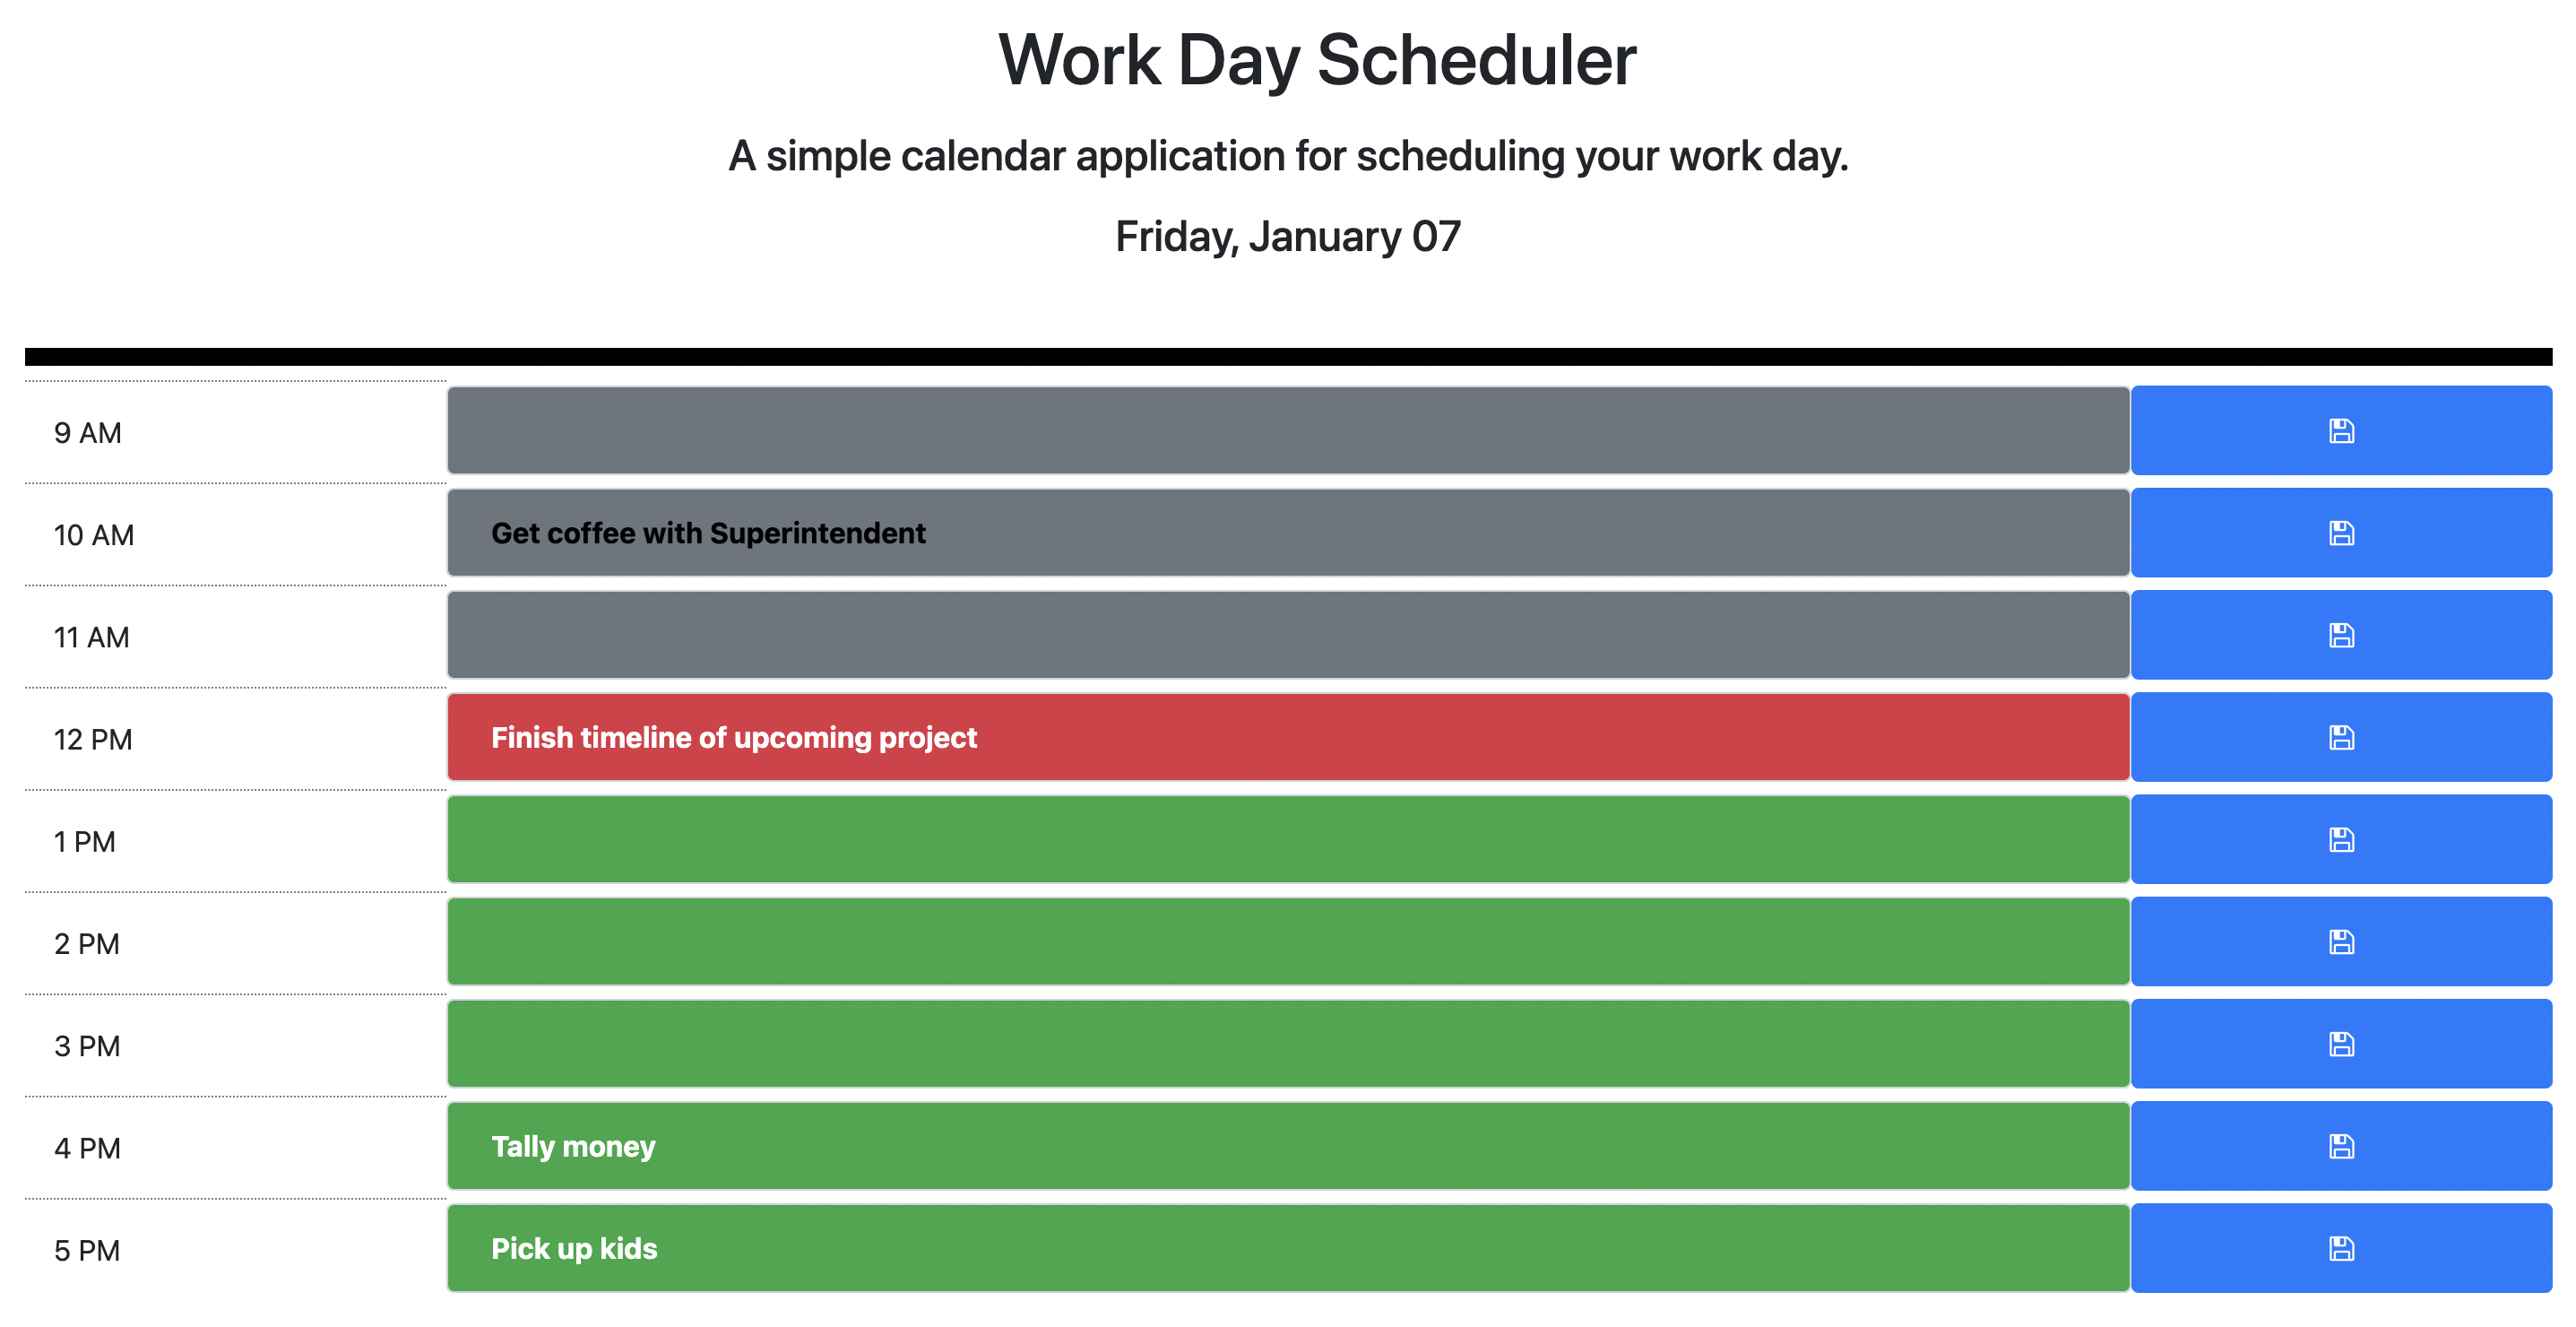 Work Day Scheduler
A simple calendar application for scheduling your work day.
Friday, January 07
9 AM
10 AM Get coffee with Superintendent
11 AM
12 PM Finish timeline of upcoming project
1 PM
2 PM
3 PM
4 PM Tally money
5 PM Pick up kids